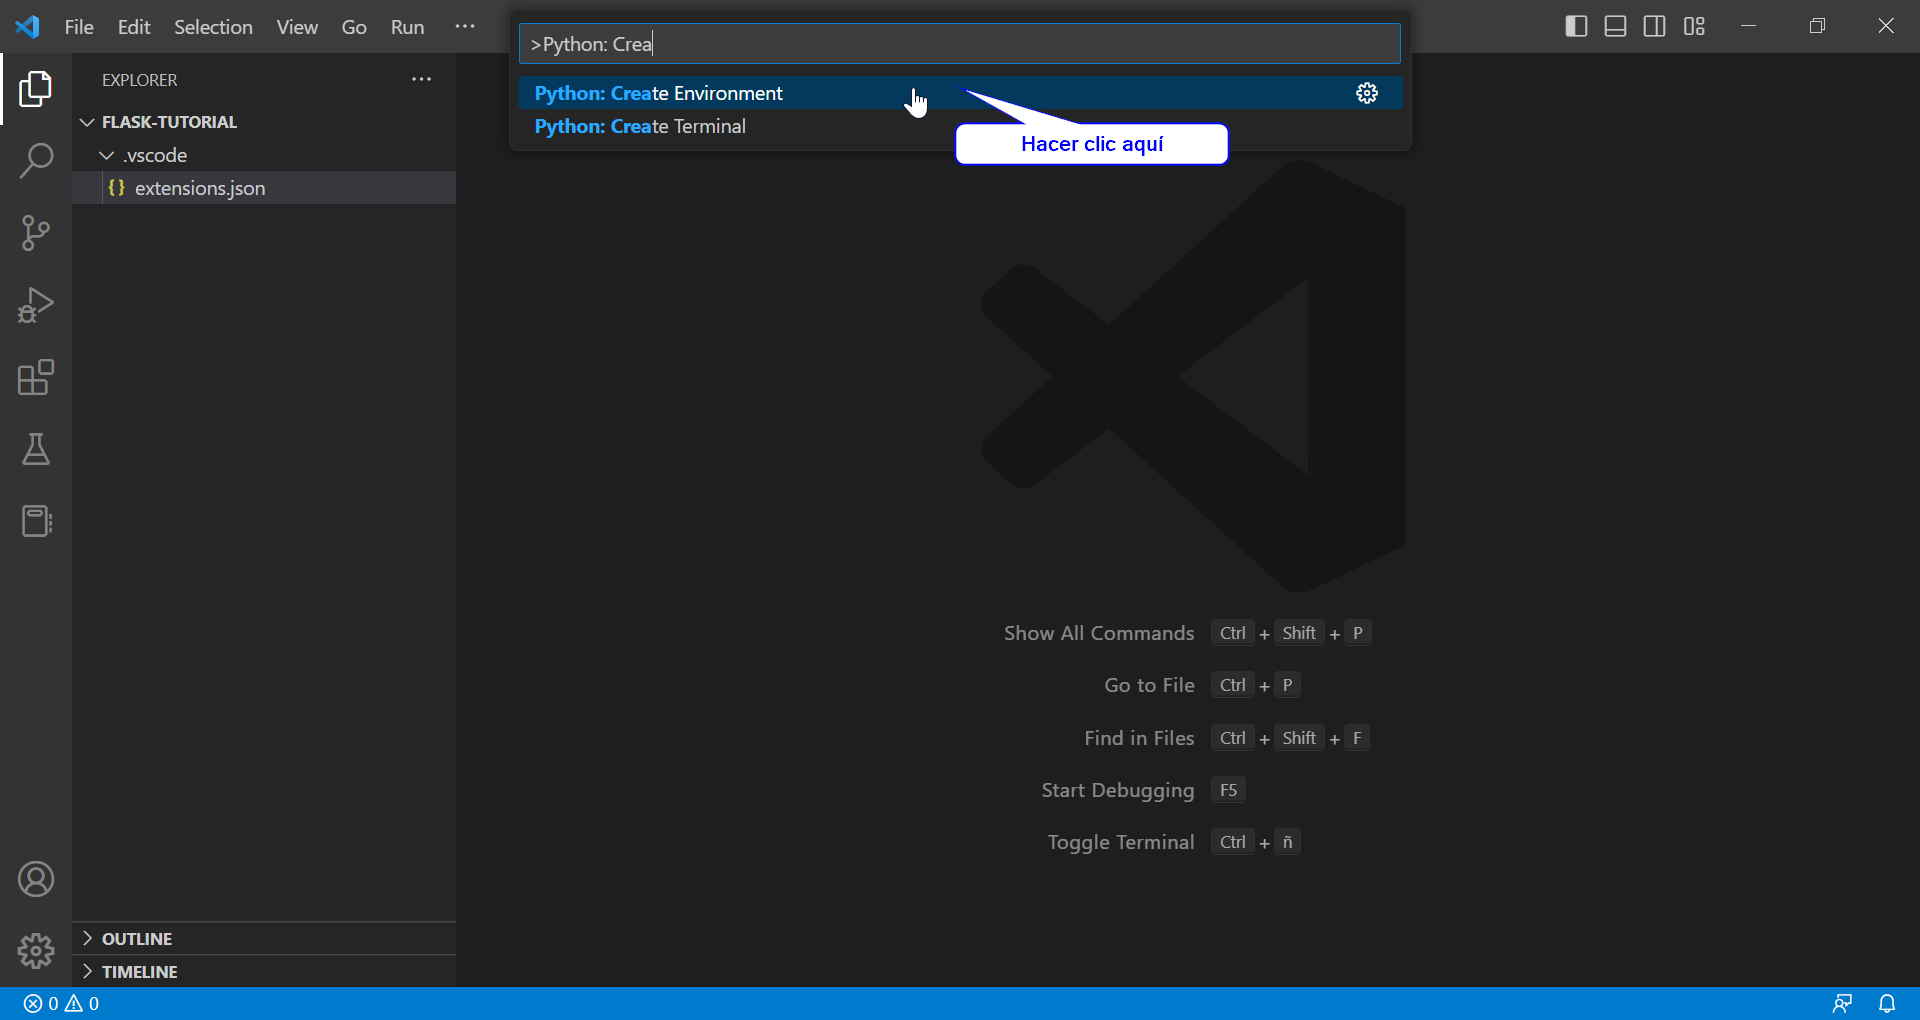 File Edit Selection View Go Run ···
>Python: Crea
Python: Create Environment
Python: Create Terminal
Hacer clic aquí
EXPLORER ···
FLASK-TUTORIAL
.vscode
{} extensions.json
Show All Commands Ctrl + Shift + P
Go to File Ctrl + P
Find in Files Ctrl + Shift + F
Start Debugging F5
Toggle Terminal Ctrl + ñ
OUTLINE
TIMELINE
0 0